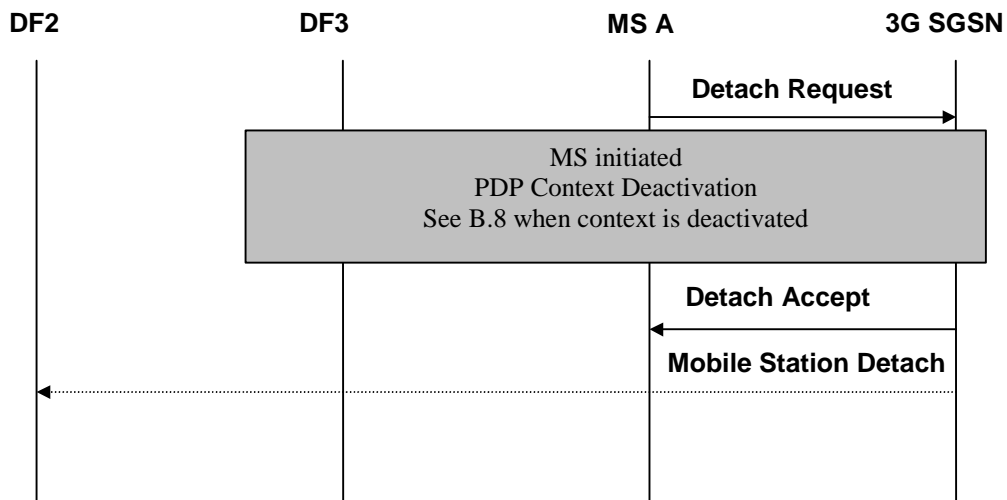 DF2 DF3 MS A 3G SGSN
Detach Request
MS initiated
PDP Context Deactivation
See B.8 when context is deactivated
Detach Accept
Mobile Station Detach